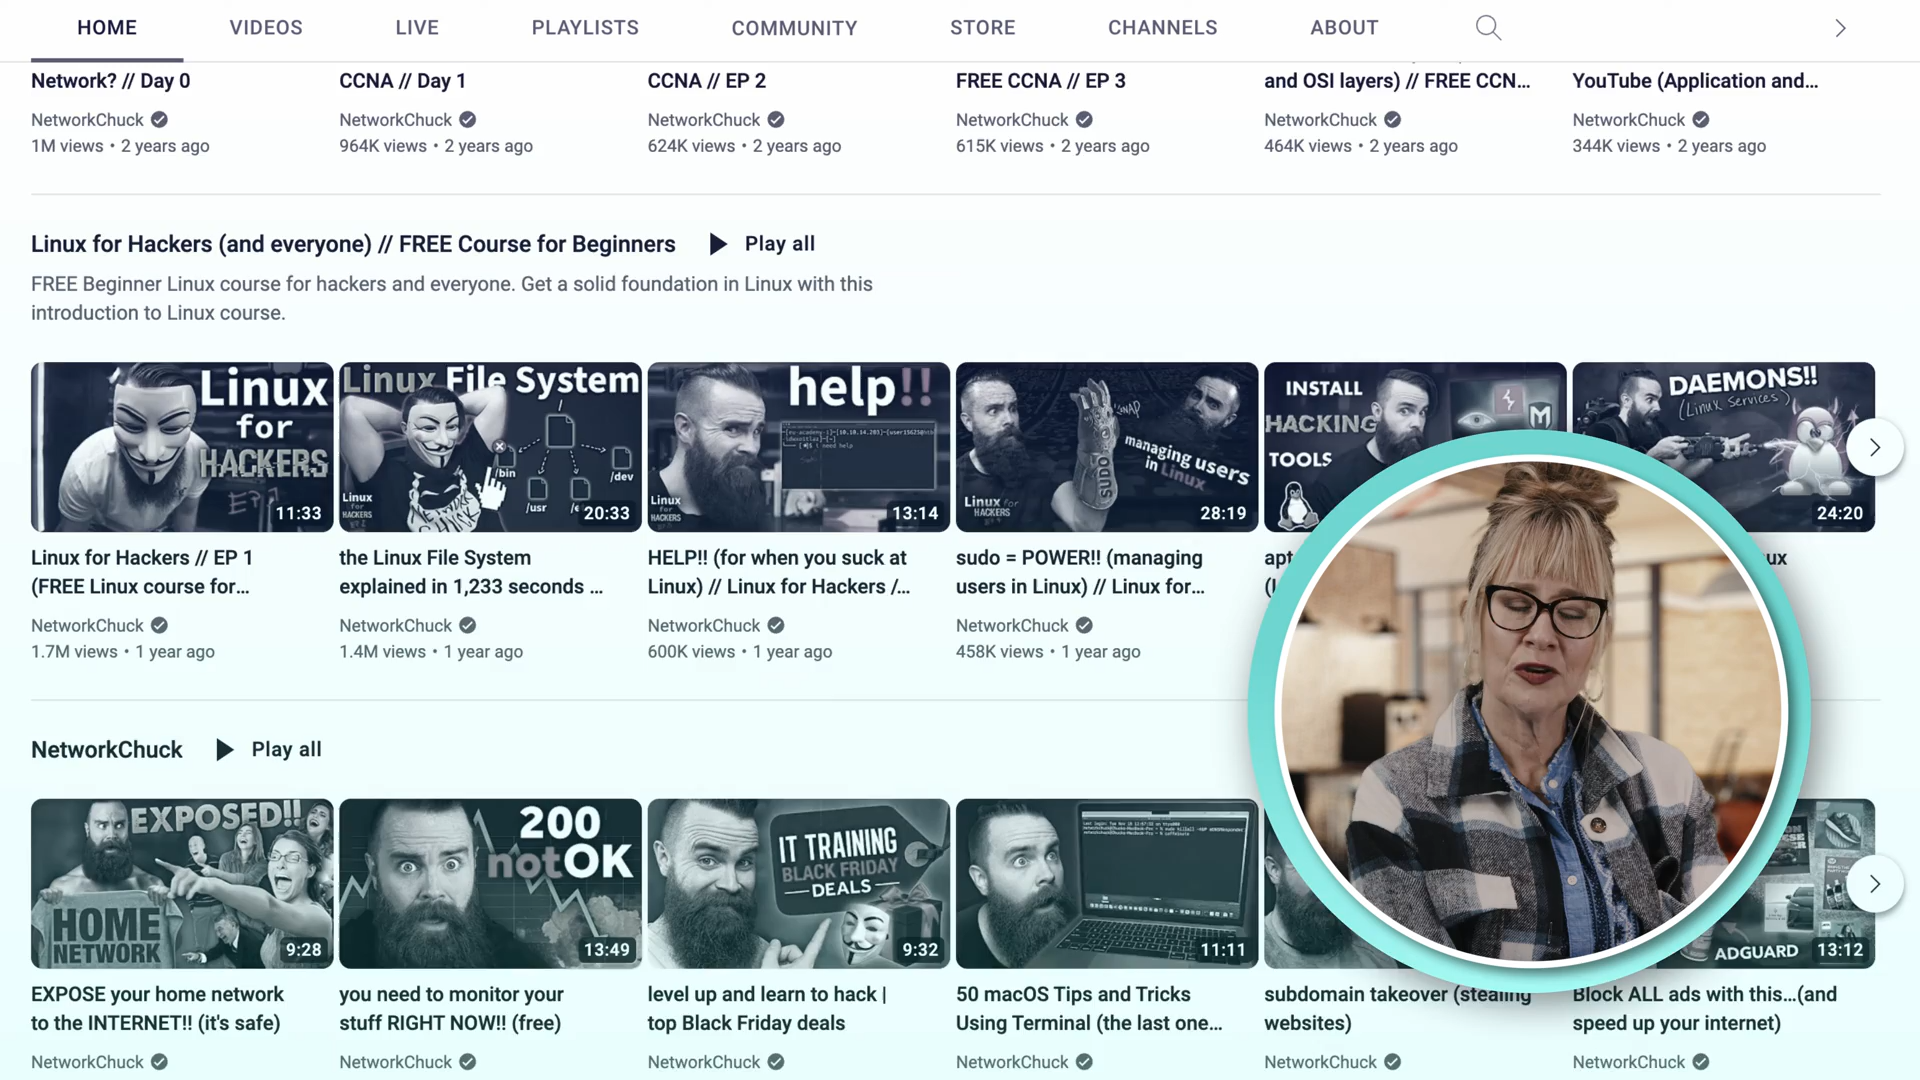 HOME VIDEOS LIVE PLAYLISTS COMMUNITY STORE CHANNELS ABOUT
Network? // Day 0
NetworkChuck
1M views • 2 years ago
CCNA // Day 1
NetworkChuck
964K views • 2 years ago
CCNA // EP 2
NetworkChuck
624K views • 2 years ago
FREE CCNA // EP 3
NetworkChuck
615K views • 2 years ago
and OSI layers) // FREE CCN...
NetworkChuck
464K views • 2 years ago
YouTube (Application and...
NetworkChuck
344K views • 2 years ago
Linux for Hackers (and everyone) // FREE Course for Beginners Play all
FREE Beginner Linux course for hackers and everyone. Get a solid foundation in Linux with this
introduction to Linux course.
Linux
for
HACKERS
EP 1
11:33
Linux for Hackers // EP 1
(FREE Linux course for...
NetworkChuck
1.7M views • 1 year ago
Linux File System
/bin
/dev
/usr
Linux
for
HACKERS
20:33
the Linux File System
explained in 1,233 seconds ...
NetworkChuck
1.4M views • 1 year ago
help!!
Linux
for
HACKERS
13:14
HELP!! (for when you suck at
Linux) // Linux for Hackers /...
NetworkChuck
600K views • 1 year ago
SNAP
SUDO
managing users
in Linux
Linux for
HACKERS
28:19
sudo = POWER!! (managing
users in Linux) // Linux for...
NetworkChuck
458K views • 1 year ago
INSTALL
HACKING
TOOLS
apt
DAEMONS!!
(Linux Services)
24:20
NetworkChuck Play all
EXPOSED!!
HOME
NETWORK
9:28
EXPOSE your home network
to the INTERNET!! (it's safe)
NetworkChuck
200
notOK
13:49
you need to monitor your
stuff RIGHT NOW!! (free)
NetworkChuck
IT TRAINING
BLACK FRIDAY
DEALS
9:32
level up and learn to hack |
top Black Friday deals
NetworkChuck
11:11
50 macOS Tips and Tricks
Using Terminal (the last one...
NetworkChuck
subdomain takeover (stealing
websites)
NetworkChuck
ADGUARD
13:12
Block ALL ads with this...(and
speed up your internet)
NetworkChuck